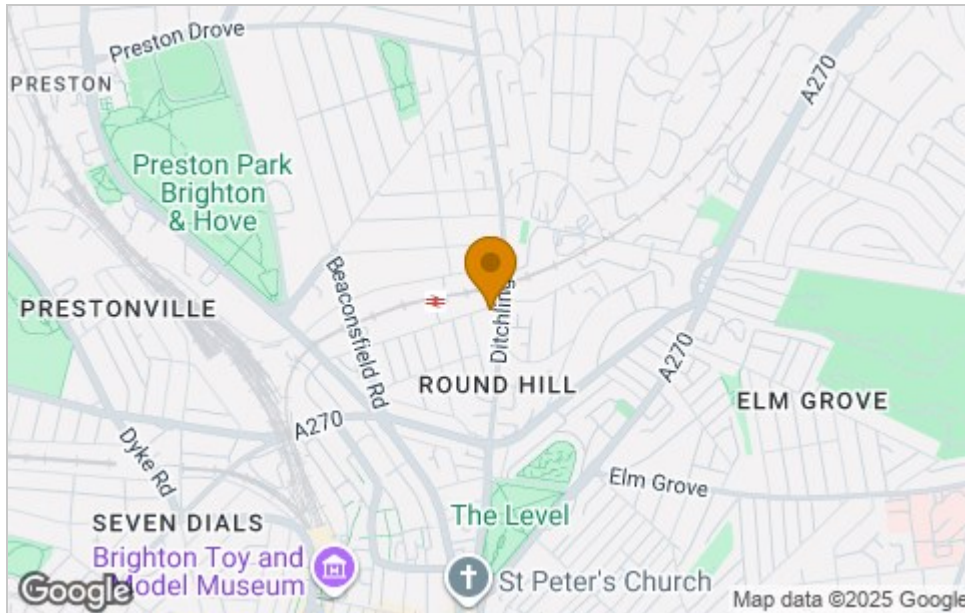 Preston Drove
A270
PRESTON
Preston Park
Brighton
& Hove
Beaconsfield Rd
PRESTONVILLE
Ditchling
A270
ROUND HILL
ELM GROVE
A270
Dyke Rd
Elm Grove
SEVEN DIALS
The Level
Brighton Toy and
Model Museum
St Peter's Church
Google
Map data ©2025 Google